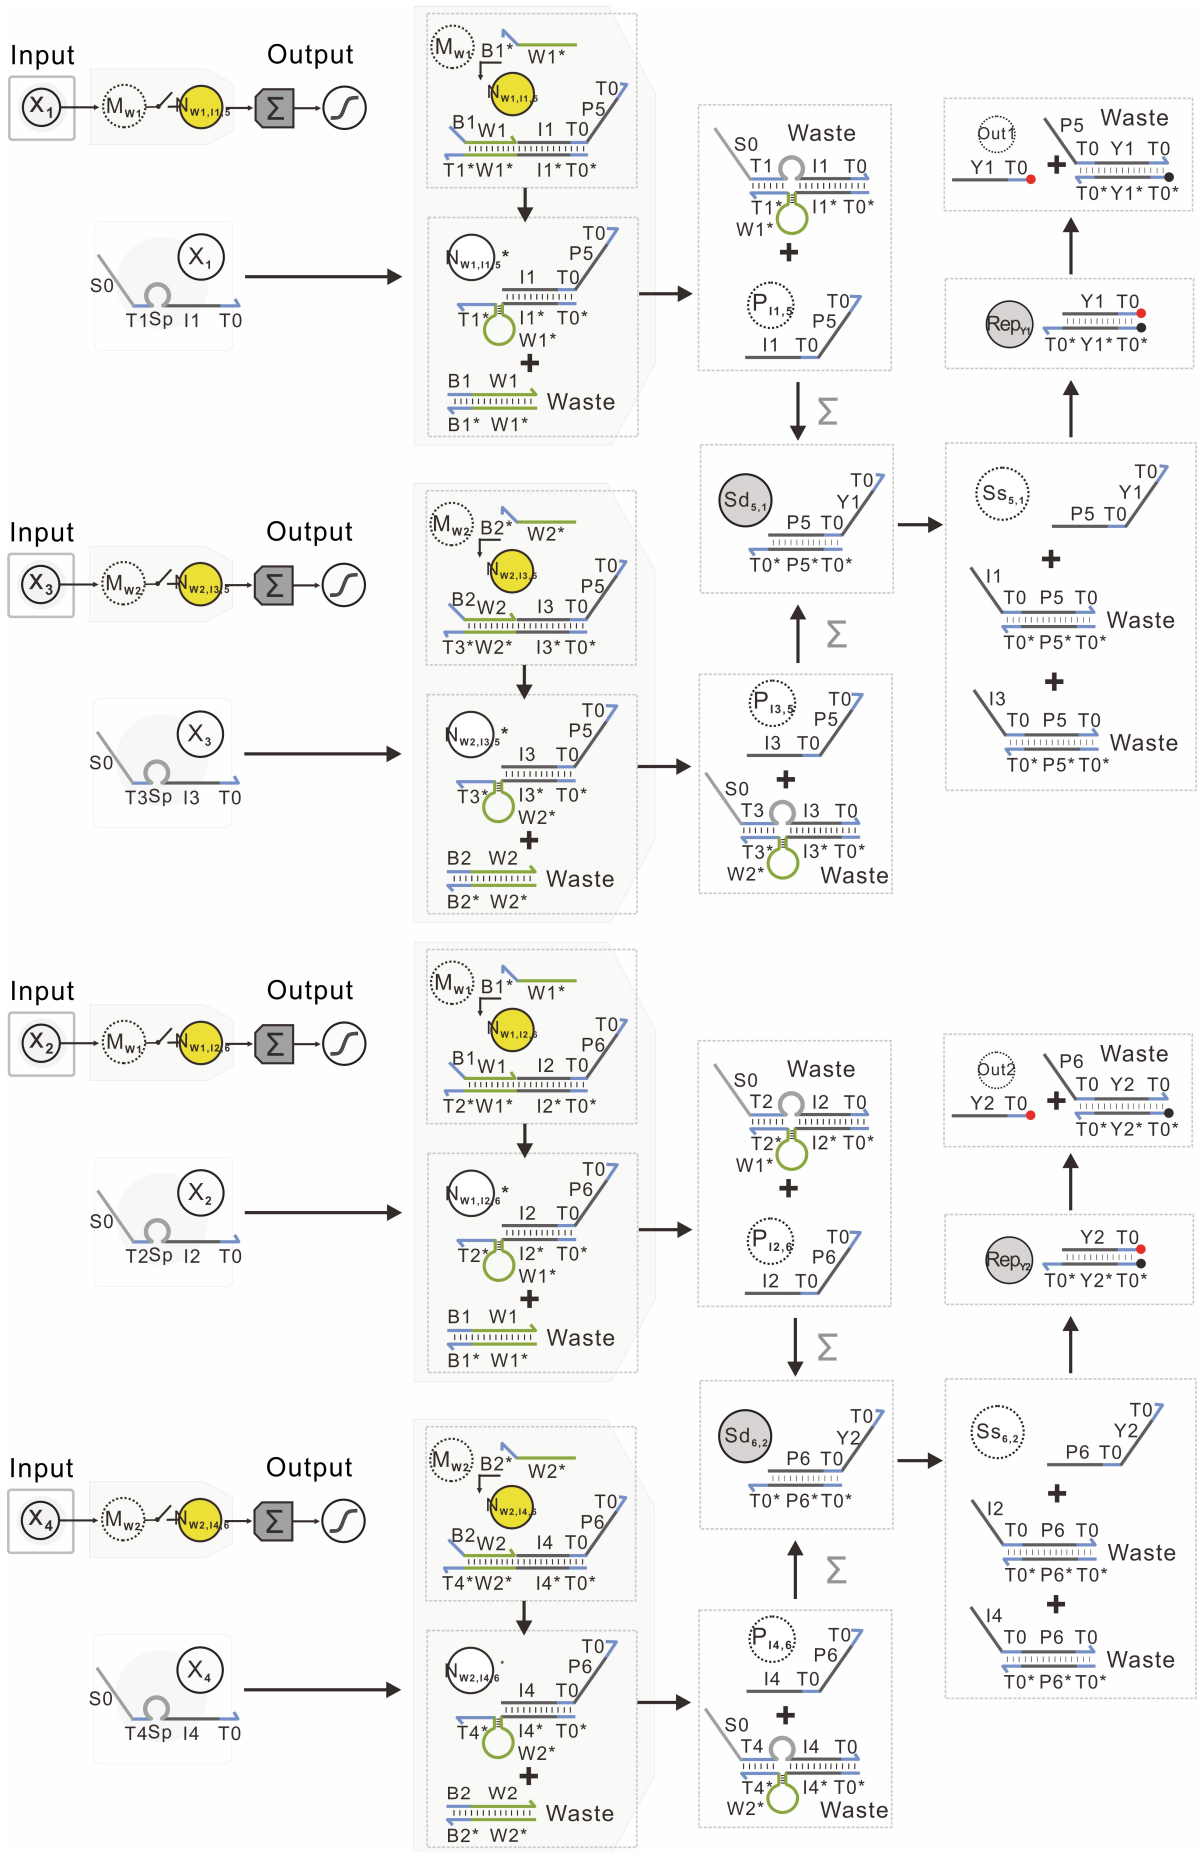 Input
Output
X1
MW1
NW1,I1,5
Σ
S0
X1
T1 Sp I1 T0
MW1
B1*
W1*
NW1,I1,5
T0
P5
B1 W1 I1 T0
T1* W1* I1* T0*
NW1,I1,5*
T0
P5
I1 T0
T1* I1* T0*
W1*
+
B1 W1
Waste
B1* W1*
Waste
S0
T1 I1 T0
T1* I1* T0*
W1*
+
PI1,5
T0
P5
I1 T0
Σ
Out1
Y1 T0
+
P5
Waste
T0 Y1 T0
T0* Y1* T0*
RepY1
Y1 T0
T0* Y1* T0*
Sd5,1
T0
Y1
P5 T0
T0* P5* T0*
Ss5,1
T0
Y1
P5 T0
+
I1
T0 P5 T0
Waste
T0* P5* T0*
+
I3
T0 P5 T0
Waste
T0* P5* T0*
Input
Output
X3
MW2
NW2,I3,5
Σ
S0
X3
T3 Sp I3 T0
MW2
B2*
W2*
NW2,I3,5
T0
P5
B2 W2 I3 T0
T3* W2* I3* T0*
NW2,I3,5*
T0
P5
I3 T0
T3* I3* T0*
W2*
+
B2 W2
Waste
B2* W2*
Σ
PI3,5
T0
P5
I3 T0
+
S0
T3 I3 T0
T3* I3* T0*
W2*
Waste
Input
Output
X2
MW1
NW1,I2,6
Σ
S0
X2
T2 Sp I2 T0
MW1
B1*
W1*
NW1,I2,6
T0
P6
B1 W1 I2 T0
T2* W1* I2* T0*
NW1,I2,6*
T0
P6
I2 T0
T2* I2* T0*
W1*
+
B1 W1
Waste
B1* W1*
Waste
S0
T2 I2 T0
T2* I2* T0*
W1*
+
PI2,6
T0
P6
I2 T0
Σ
Out2
Y2 T0
+
P6
Waste
T0 Y2 T0
T0* Y2* T0*
RepY2
Y2 T0
T0* Y2* T0*
Sd6,2
T0
Y2
P6 T0
T0* P6* T0*
Ss6,2
T0
Y2
P6 T0
+
I2
T0 P6 T0
Waste
T0* P6* T0*
+
I4
T0 P6 T0
Waste
T0* P6* T0*
Input
Output
X4
MW2
NW2,I4,6
Σ
S0
X4
T4 Sp I4 T0
MW2
B2*
W2*
NW2,I4,6
T0
P6
B2 W2 I4 T0
T4* W2* I4* T0*
NW2,I4,6*
T0
P6
I4 T0
T4* I4* T0*
W2*
+
B2 W2
Waste
B2* W2*
Σ
PI4,6
T0
P6
I4 T0
+
S0
T4 I4 T0
T4* I4* T0*
W2*
Waste